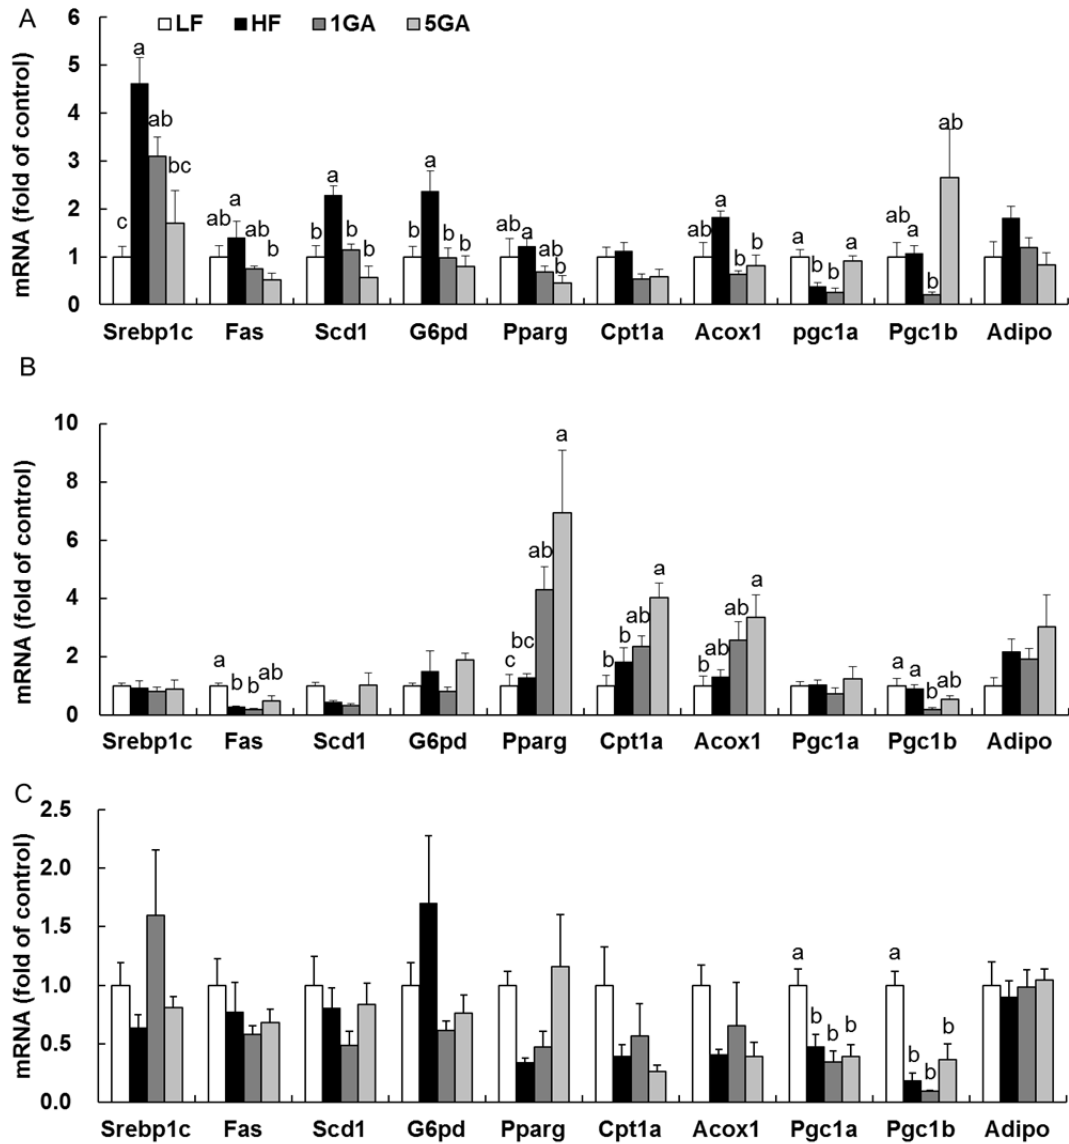 A
LF HF 1GA 5GA
mRNA (fold of control)
6
5
4
3
2
1
0
c a ab bc
ab a ab b
b a b b
b a b b
ab a ab b
ab a b b
a b b a
ab a b ab
Srebp1c Fas Scd1 G6pd Pparg Cpt1a Acox1 pgc1a Pgc1b Adipo
B
mRNA (fold of control)
10
8
6
4
2
0
a b b ab
c bc ab a
b b ab a
b ab ab a
a a b ab
Srebp1c Fas Scd1 G6pd Pparg Cpt1a Acox1 Pgc1a Pgc1b Adipo
C
mRNA (fold of control)
2.5
2.0
1.5
1.0
0.5
0.0
a b b b
a b b b
Srebp1c Fas Scd1 G6pd Pparg Cpt1a Acox1 Pgc1a Pgc1b Adipo